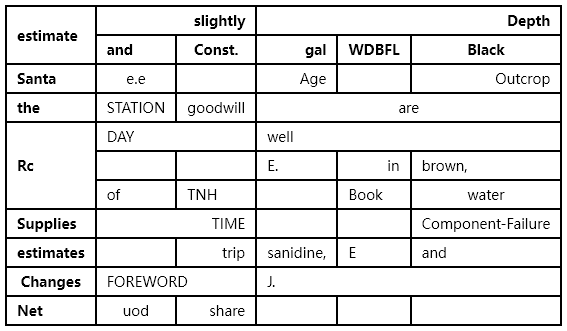 estimate slightly Depth
and Const. gal WDBFL Black
Santa e.e Age Outcrop
the STATION goodwill are
Rc DAY well
E. in brown,
of TNH Book water
Supplies TIME Component-Failure
estimates trip sanidine, E and
Changes FOREWORD J.
Net uod share